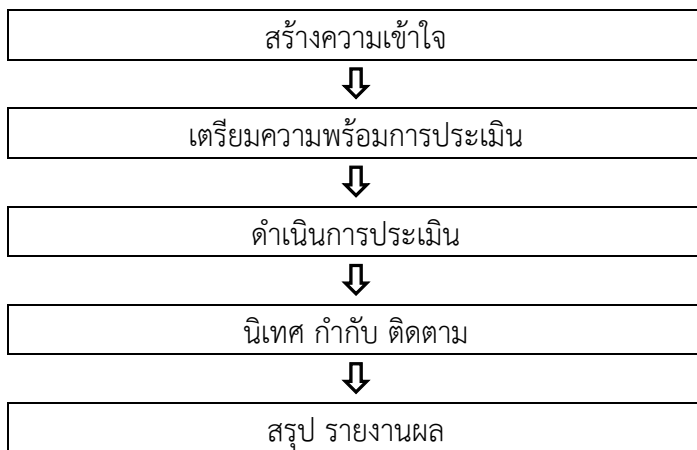 สร้างความเข้าใจ
เตรียมความพร้อมการประเมิน
ดำเนินการประเมิน
นิเทศ กำกับ ติดตาม
สรุป รายงานผล